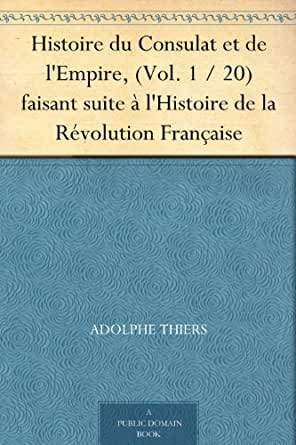 Histoire du Consulat et de
l'Empire, (Vol. 1 / 20)
faisant suite à l'Histoire de la
Révolution Française
ADOLPHE THIERS
A
PUBLIC DOMAIN
BOOK